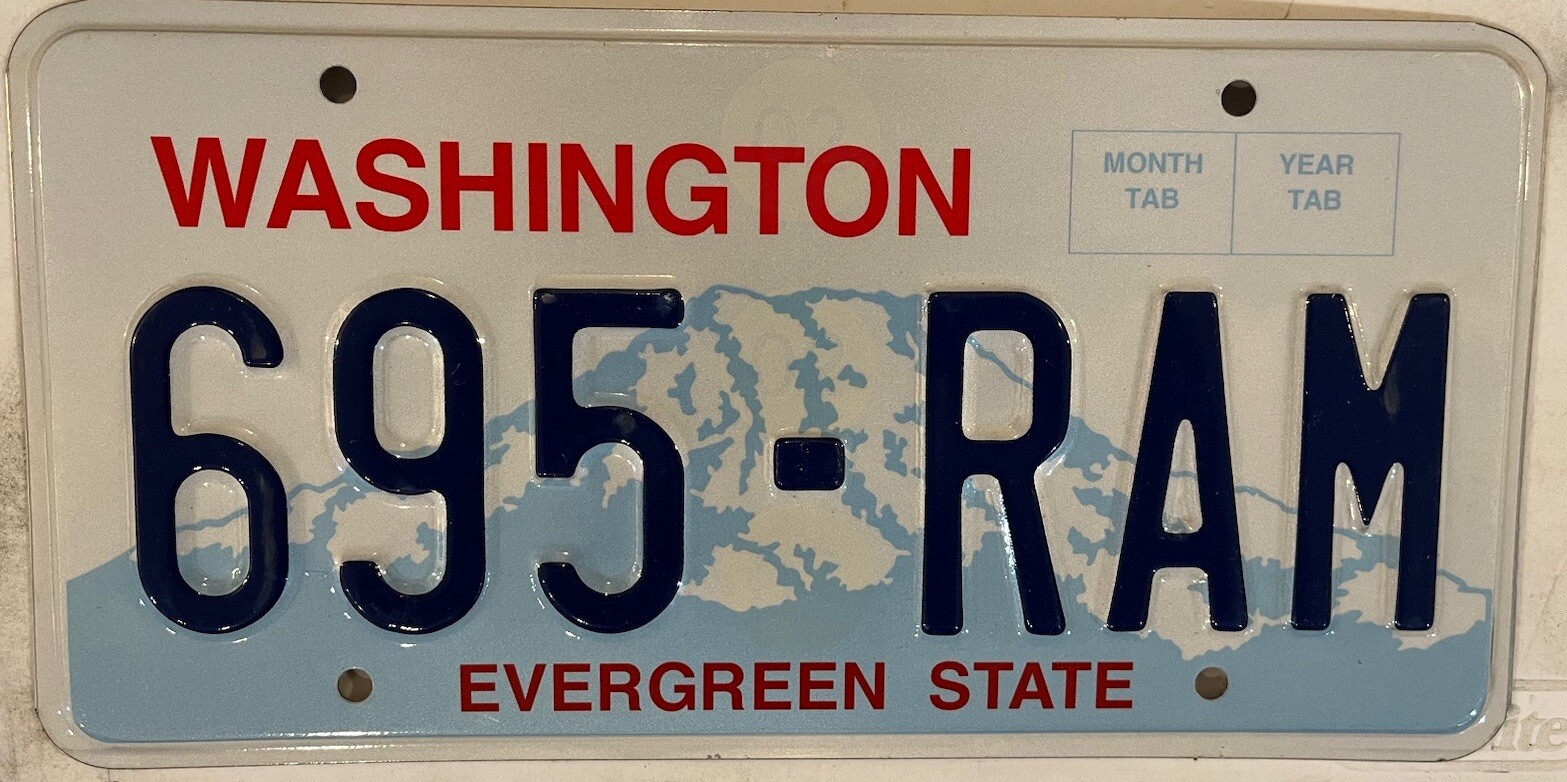 WASHINGTON
MONTH TAB
YEAR TAB
695-RAM
EVERGREEN STATE